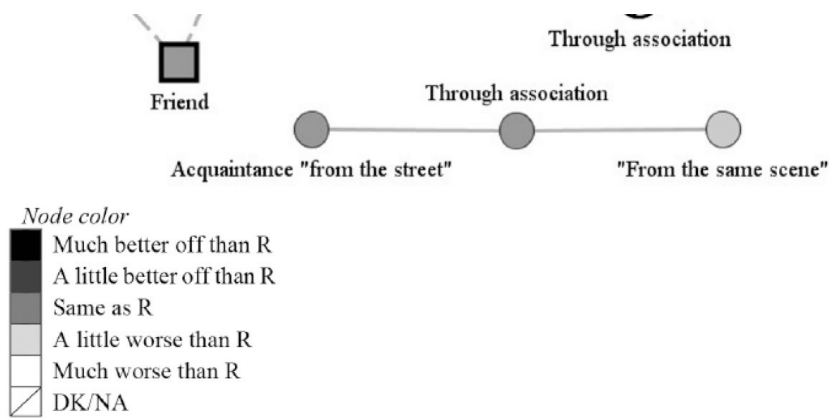 Through association
Friend
Through association
Acquaintance "from the street"
"From the same scene"
Node color
Much better off than R
A little better off than R
Same as R
A little worse than R
Much worse than R
DK/NA